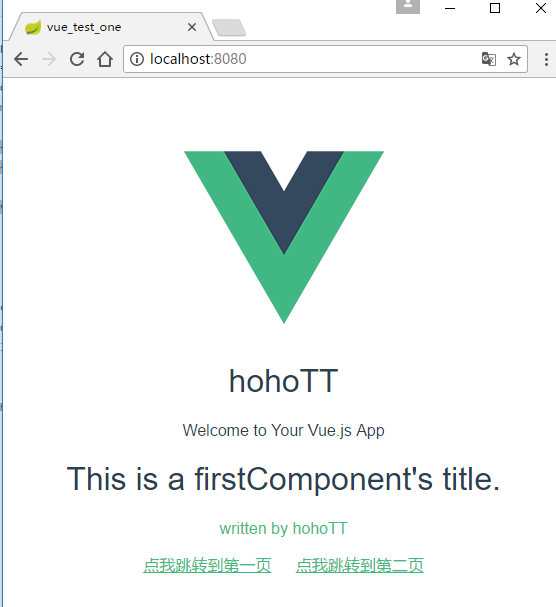 vue_test_one
localhost:8080
hohoTT
Welcome to Your Vue.js App
This is a firstComponent's title.
written by hohoTT
点我跳转到第一页 点我跳转到第二页